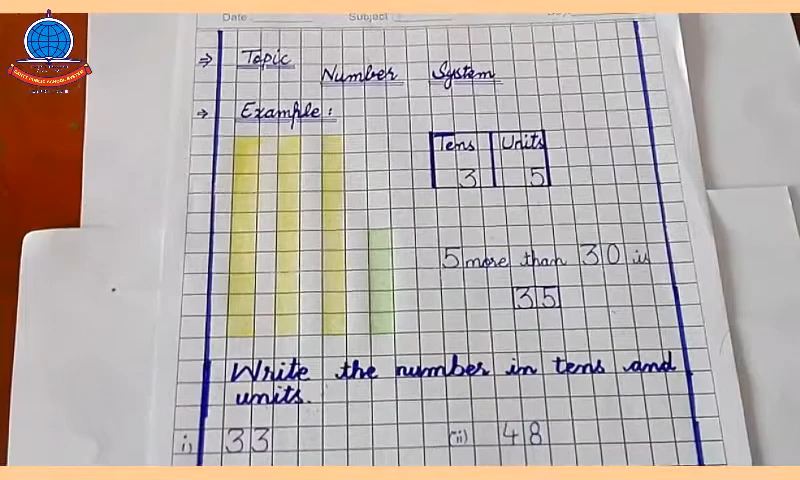 Date
Subject
⇒ Topic
Number System
→ Example:
Tens Units
3 5
5 more than 30 is
35
Write the number in tens and
units.
i) 33 (ii) 48